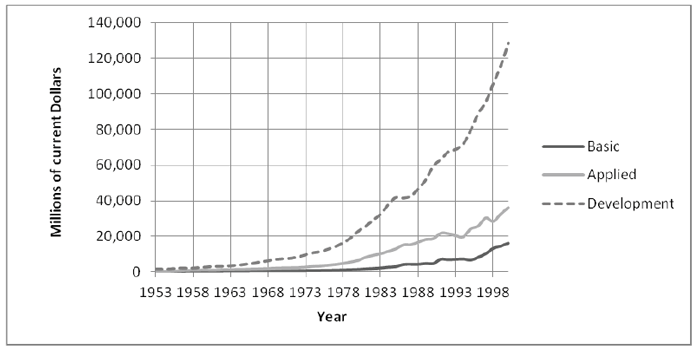 140,000
120,000
100,000
80,000
60,000
40,000
20,000
0
Millions of current Dollars
1953 1958 1963 1968 1973 1978 1983 1988 1993 1998
Year
Basic
Applied
Development